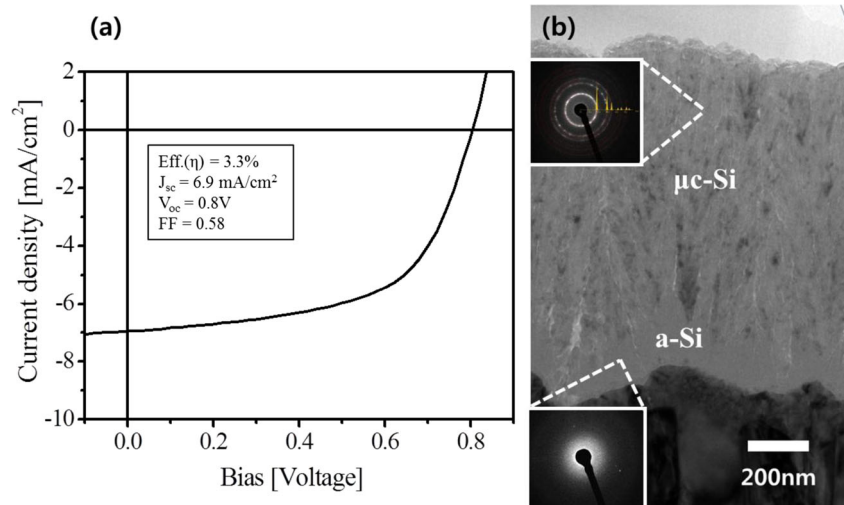 (a)
Current density [mA/cm²]
2
0
-2
-4
-6
-8
-10
Eff.(η) = 3.3%
Jsc = 6.9 mA/cm²
Voc = 0.8V
FF = 0.58
0.0 0.2 0.4 0.6 0.8
Bias [Voltage]
(b)
μc-Si
a-Si
200nm